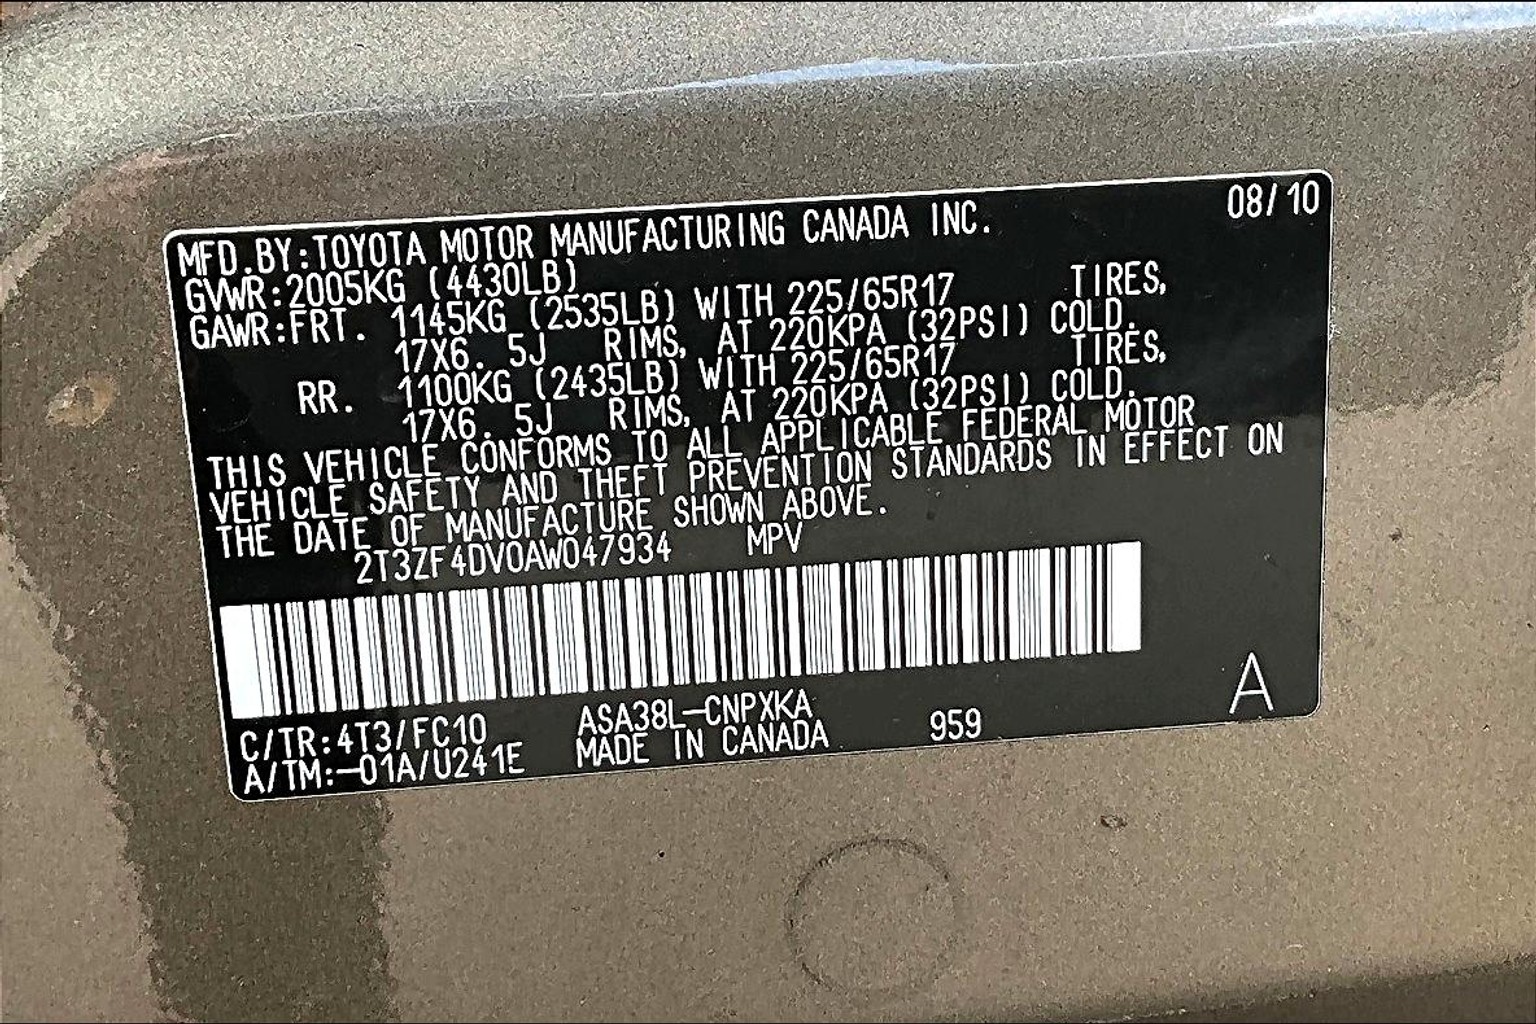 08/10
MFD.BY:TOYOTA MOTOR MANUFACTURING CANADA INC.
GVWR:2005KG (4430LB)
GAWR:FRT. 1145KG (2535LB) WITH 225/65R17 TIRES,
17X6.5J RIMS, AT 220KPA (32PSI) COLD.
RR. 1100KG (2435LB) WITH 225/65R17 TIRES,
17X6.5J RIMS, AT 220KPA (32PSI) COLD.
THIS VEHICLE CONFORMS TO ALL APPLICABLE FEDERAL MOTOR
VEHICLE SAFETY AND THEFT PREVENTION STANDARDS IN EFFECT ON
THE DATE OF MANUFACTURE SHOWN ABOVE.
2T3ZF4DV0AW047934 MPV
C/TR:4T3/FC10 ASA38L-CNPXKA
A/TM:-01A/U241E MADE IN CANADA 959 A